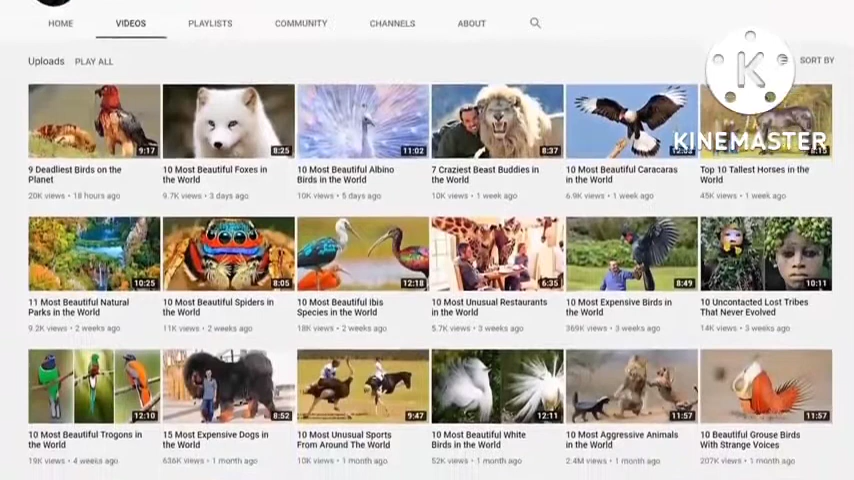 HOME VIDEOS PLAYLISTS COMMUNITY CHANNELS ABOUT
Uploads PLAY ALL SORT BY
K
KINEMASTER
9:17 8:25 11:02 8:37
9 Deadliest Birds on the
Planet
20K views • 18 hours ago
10 Most Beautiful Foxes in
the World
9.7K views • 3 days ago
10 Most Beautiful Albino
Birds in the World
10K views • 5 days ago
7 Craziest Beast Buddies in
the World
10K views • 1 week ago
10 Most Beautiful Caracaras
in the World
6.9K views • 1 week ago
Top 10 Tallest Horses in the
World
45K views • 1 week ago
10:25 8:05 12:18 6:35 8:49 10:11
11 Most Beautiful Natural
Parks in the World
9.2K views • 2 weeks ago
10 Most Beautiful Spiders in
the World
11K views • 2 weeks ago
10 Most Beautiful Ibis
Species in the World
18K views • 2 weeks ago
10 Most Unusual Restaurants
in the World
5.7K views • 3 weeks ago
10 Most Expensive Birds in
the World
369K views • 3 weeks ago
10 Uncontacted Lost Tribes
That Never Evolved
14K views • 3 weeks ago
12:10 8:52 9:47 12:11 11:57 11:57
10 Most Beautiful Trogons in
the World
19K views • 4 weeks ago
15 Most Expensive Dogs in
the World
636K views • 1 month ago
10 Most Unusual Sports
From Around The World
10K views • 1 month ago
10 Most Beautiful White
Birds in the World
52K views • 1 month ago
10 Most Aggressive Animals
in the World
2.4M views • 1 month ago
10 Beautiful Grouse Birds
With Strange Voices
207K views • 1 month ago